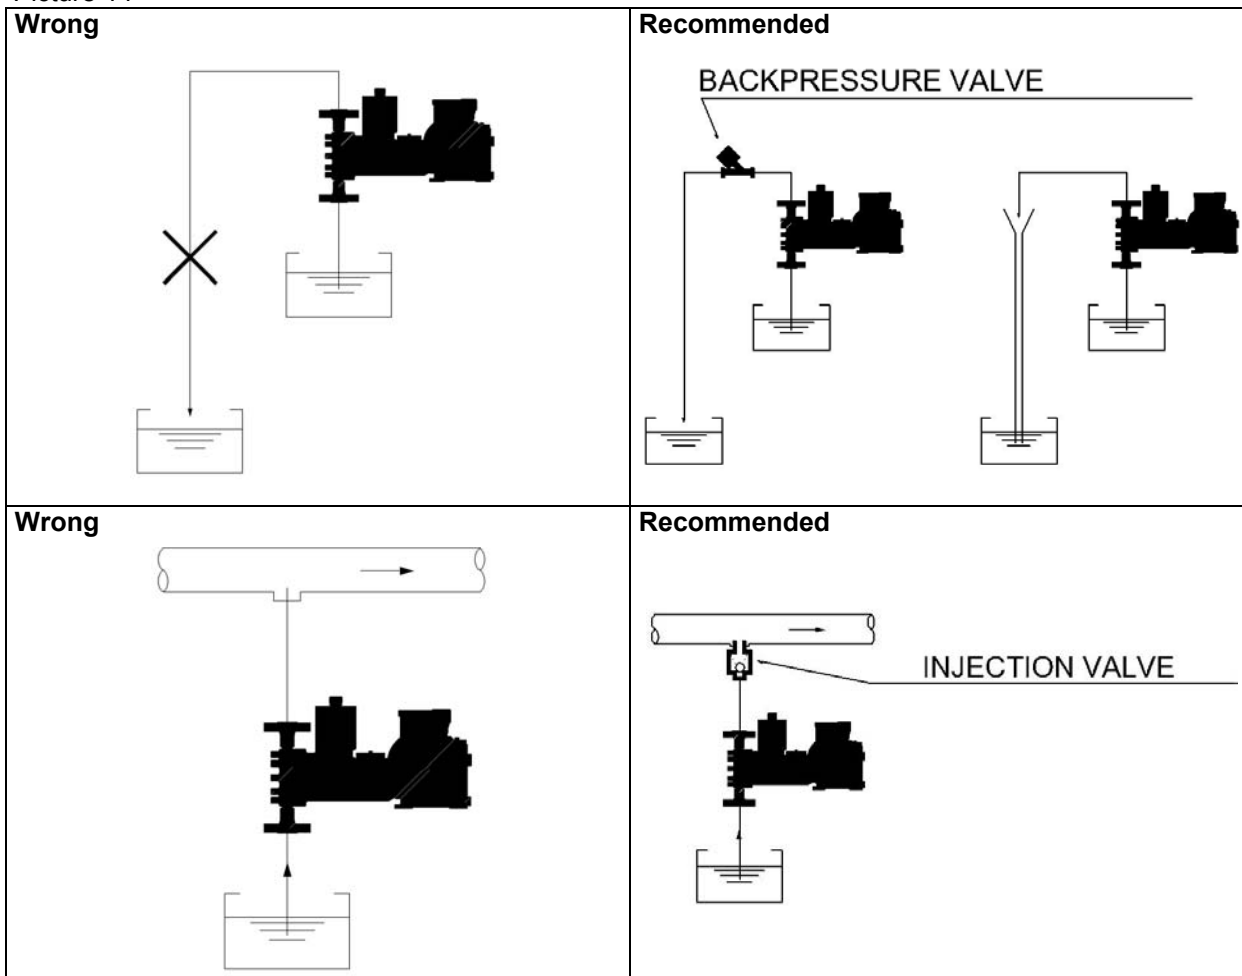 Wrong
Recommended
BACKPRESSURE VALVE
Wrong
Recommended
INJECTION VALVE